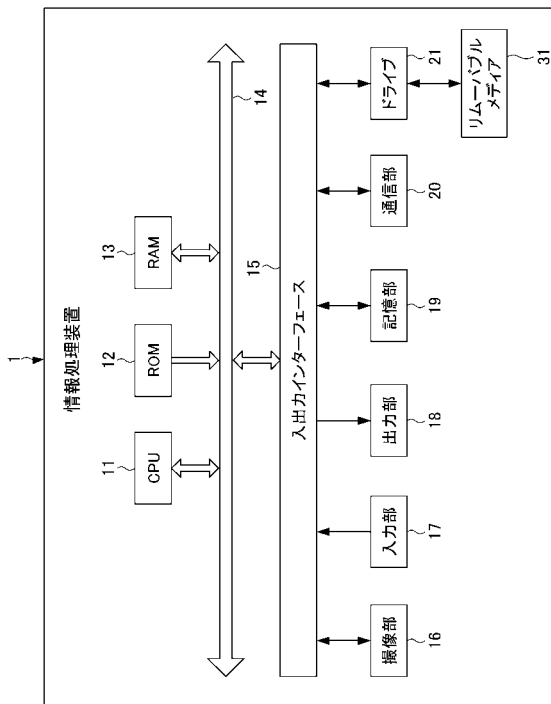 1
情報処理装置
11
CPU
12
ROM
13
RAM
14
15
入出力インターフェース
撮像部
16
入力部
17
出力部
18
記憶部
19
通信部
20
ドライブ
21
リムーバブル
メディア
31